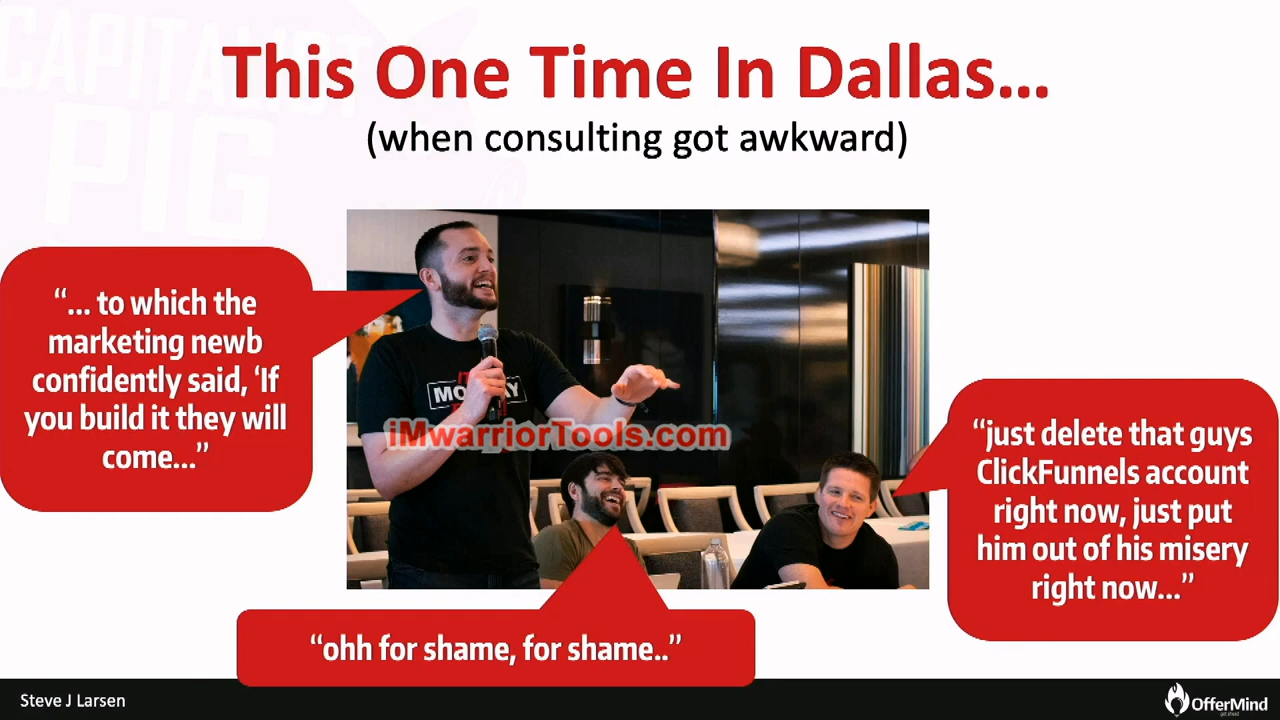 CAPITALIST
PIG
This One Time In Dallas...
(when consulting got awkward)
“... to which the
marketing newb
confidently said, ‘If
you build it they will
come...”
“just delete that guys
ClickFunnels account
right now, just put
him out of his misery
right now...”
iMwarriorTools.com
“ohh for shame, for shame..”
Steve J Larsen
OfferMind